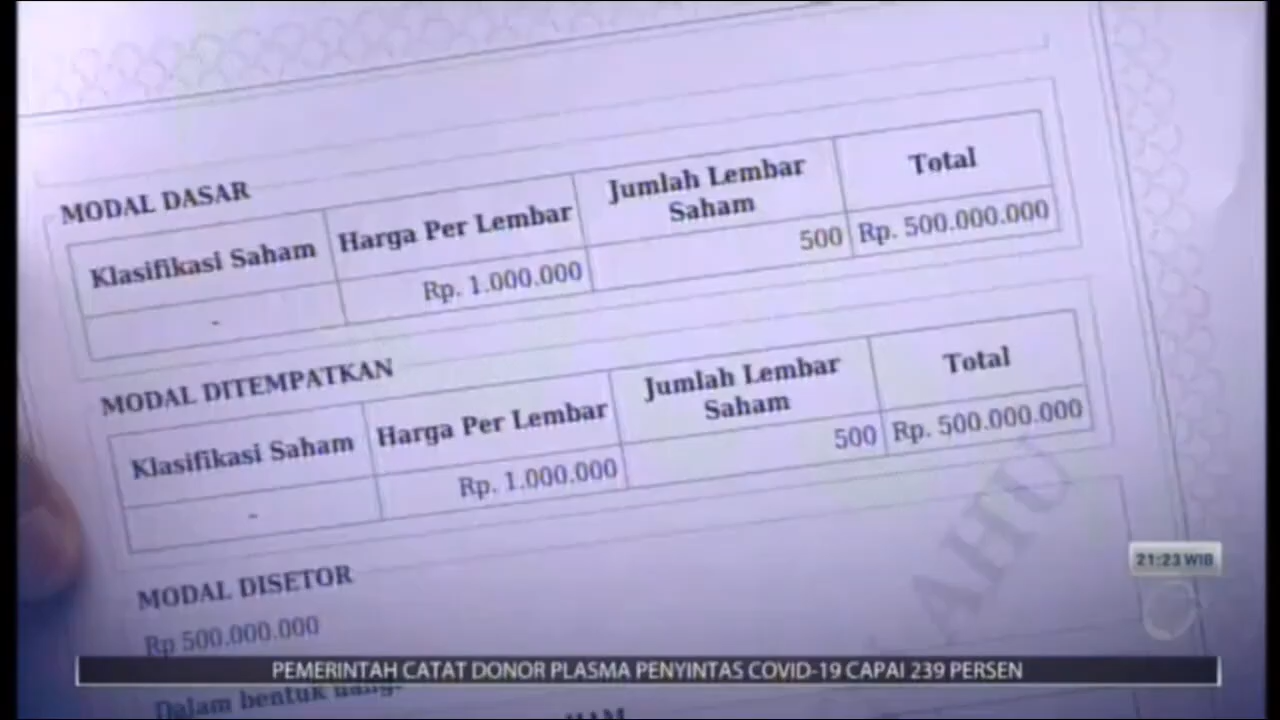 MODAL DASAR
Klasifikasi Saham Harga Per Lembar Jumlah Lembar Saham Total
- Rp. 1.000.000 500 Rp. 500.000.000
MODAL DITEMPATKAN
Klasifikasi Saham Harga Per Lembar Jumlah Lembar Saham Total
- Rp. 1.000.000 500 Rp. 500.000.000
MODAL DISETOR
Rp 500.000.000
AHU
21:23 WIB
PEMERINTAH CATAT DONOR PLASMA PENYINTAS COVID-19 CAPAI 239 PERSEN
Dalam bentuk uang.